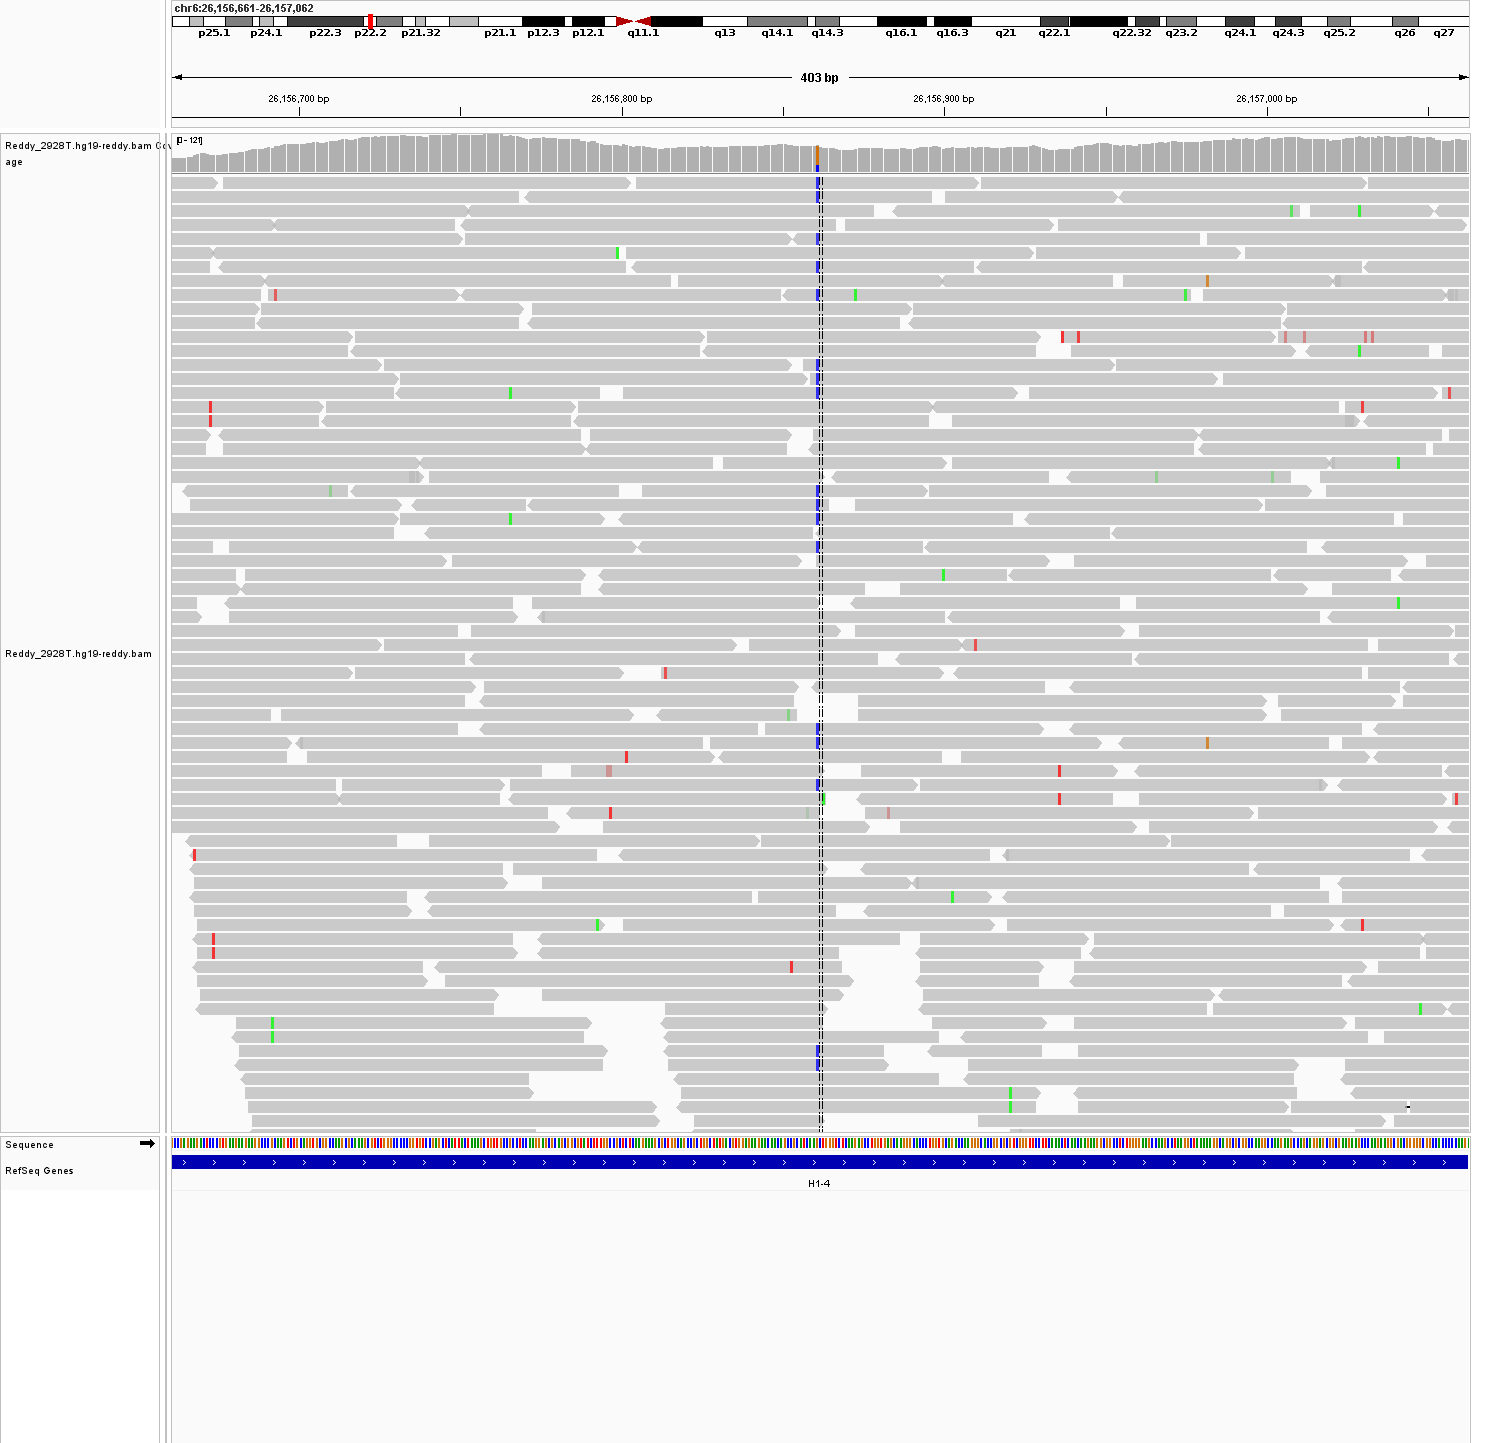 chr6:26,156,661-26,157,062
p25.1 p24.1 p22.3 p22.2 p21.32 p21.1 p12.3 p12.1 q11.1 q13 q14.1 q14.3 q16.1 q16.3 q21 q22.1 q22.32 q23.2 q24.1 q24.3 q25.2 q26 q27
403 bp
26,156,700 bp 26,156,800 bp 26,156,900 bp 26,157,000 bp
Reddy_2928T.hg19-reddy.bam Cov
age
[0 - 121]
Reddy_2928T.hg19-reddy.bam
Sequence
RefSeq Genes
H1-4